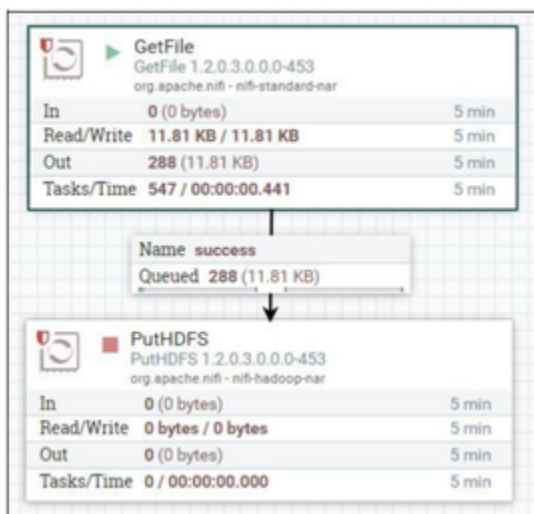 GetFile
GetFile 1.2.0.3.0.0.0-453
org.apache.nifi - nifi-standard-nar
In 0 (0 bytes) 5 min
Read/Write 11.81 KB / 11.81 KB 5 min
Out 288 (11.81 KB) 5 min
Tasks/Time 547 / 00:00:00.441 5 min
Name success
Queued 288 (11.81 KB)
PutHDFS
PutHDFS 1.2.0.3.0.0.0-453
org.apache.nifi - nifi-hadoop-nar
In 0 (0 bytes) 5 min
Read/Write 0 bytes / 0 bytes 5 min
Out 0 (0 bytes) 5 min
Tasks/Time 0 / 00:00:00.000 5 min